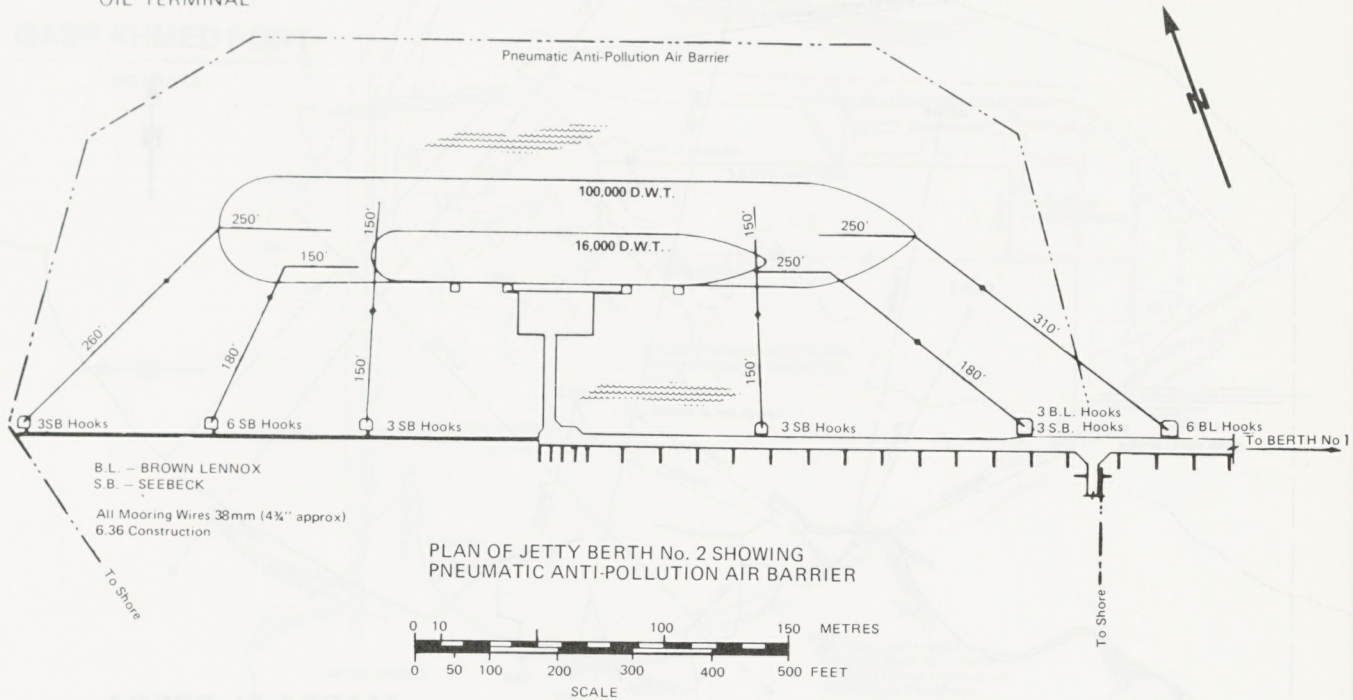 OIL TERMINAL
Pneumatic Anti-Pollution Air Barrier
N
100,000 D.W.T.
250'
150'
150'
250'
16,000 D.W.T.
150'
250'
260'
180'
150'
150'
180'
310'
3SB Hooks
6 SB Hooks
3 SB Hooks
3 SB Hooks
3 B.L. Hooks
3 S.B. Hooks
6 BL Hooks
To BERTH No 1
B.L. – BROWN LENNOX
S.B. – SEEBECK
All Mooring Wires 38mm (4¾'' approx)
6.36 Construction
To Shore
PLAN OF JETTY BERTH No. 2 SHOWING
PNEUMATIC ANTI-POLLUTION AIR BARRIER
To Shore
0 10 100 150 METRES
0 50 100 200 300 400 500 FEET
SCALE